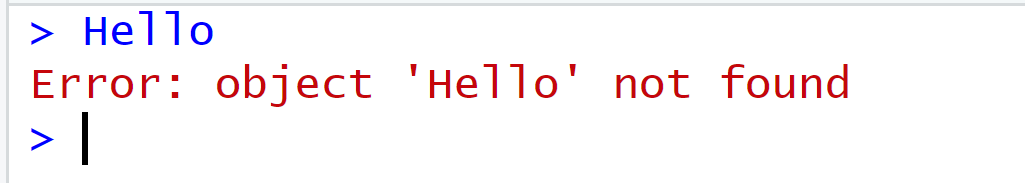 > Hello
Error: object 'Hello' not found
>